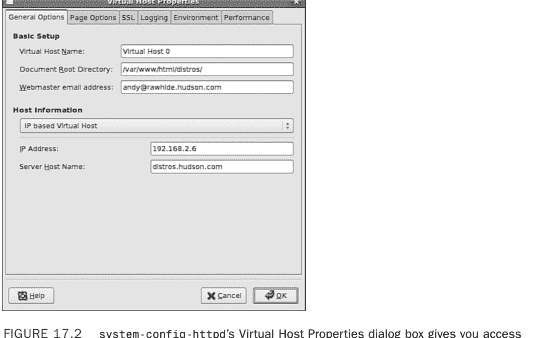 Virtual Host Properties
General Options Page Options SSL Logging Environment Performance
Basic Setup
Virtual Host Name: Virtual Host 0
Document Root Directory: /var/www/html/distros/
Webmaster email address: andy@rawhide.hudson.com
Host Information
IP based Virtual Host
IP Address: 192.168.2.6
Server Host Name: distros.hudson.com
Help Cancel OK
FIGURE 17.2 system-config-httpd's Virtual Host Properties dialog box gives you access